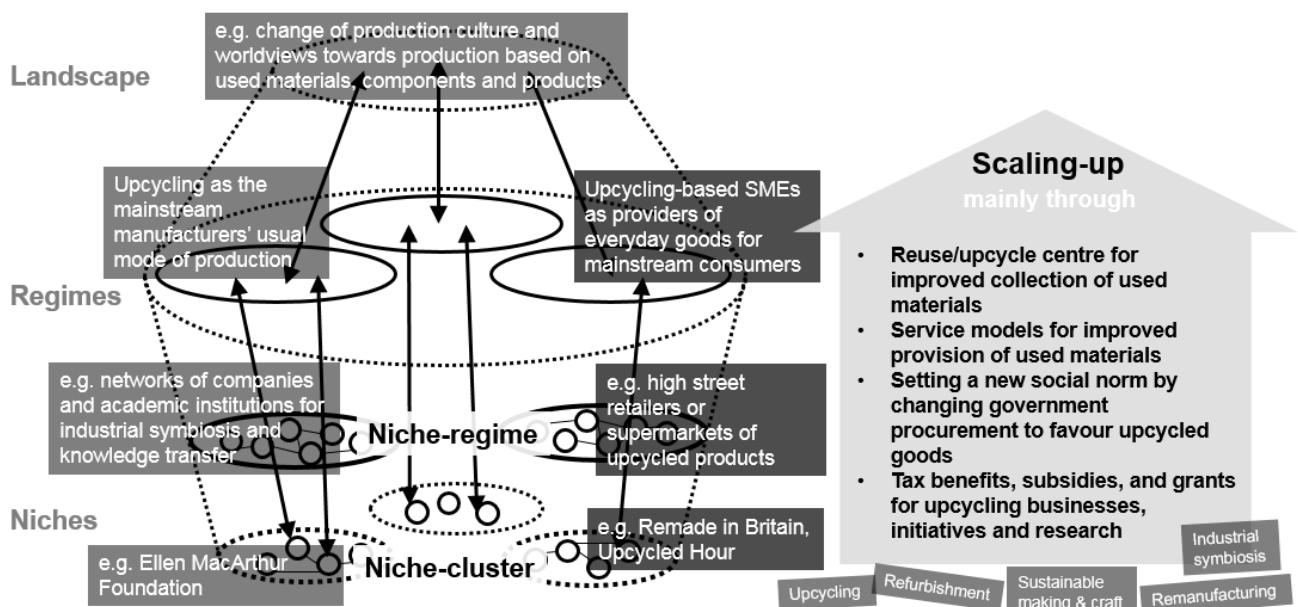 e.g. change of production culture and
worldviews towards production based on
used materials, components and products
Landscape
Upcycling as the
mainstream
manufacturers' usual
mode of production
Upcycling-based SMEs
as providers of
everyday goods for
mainstream consumers
Regimes
e.g. networks of companies
and academic institutions for
industrial symbiosis and
knowledge transfer
Niche-regime
e.g. high street
retailers or
supermarkets of
upcycled products
Niches
e.g. Ellen MacArthur
Foundation
Niche-cluster
e.g. Remade in Britain,
Upcycled Hour
Scaling-up
mainly through
• Reuse/upcycle centre for
improved collection of used
materials
• Service models for improved
provision of used materials
• Setting a new social norm by
changing government
procurement to favour upcycled
goods
• Tax benefits, subsidies, and grants
for upcycling businesses,
initiatives and research
Industrial
symbiosis
Upcycling
Refurbishment
Sustainable
making & craft
Remanufacturing